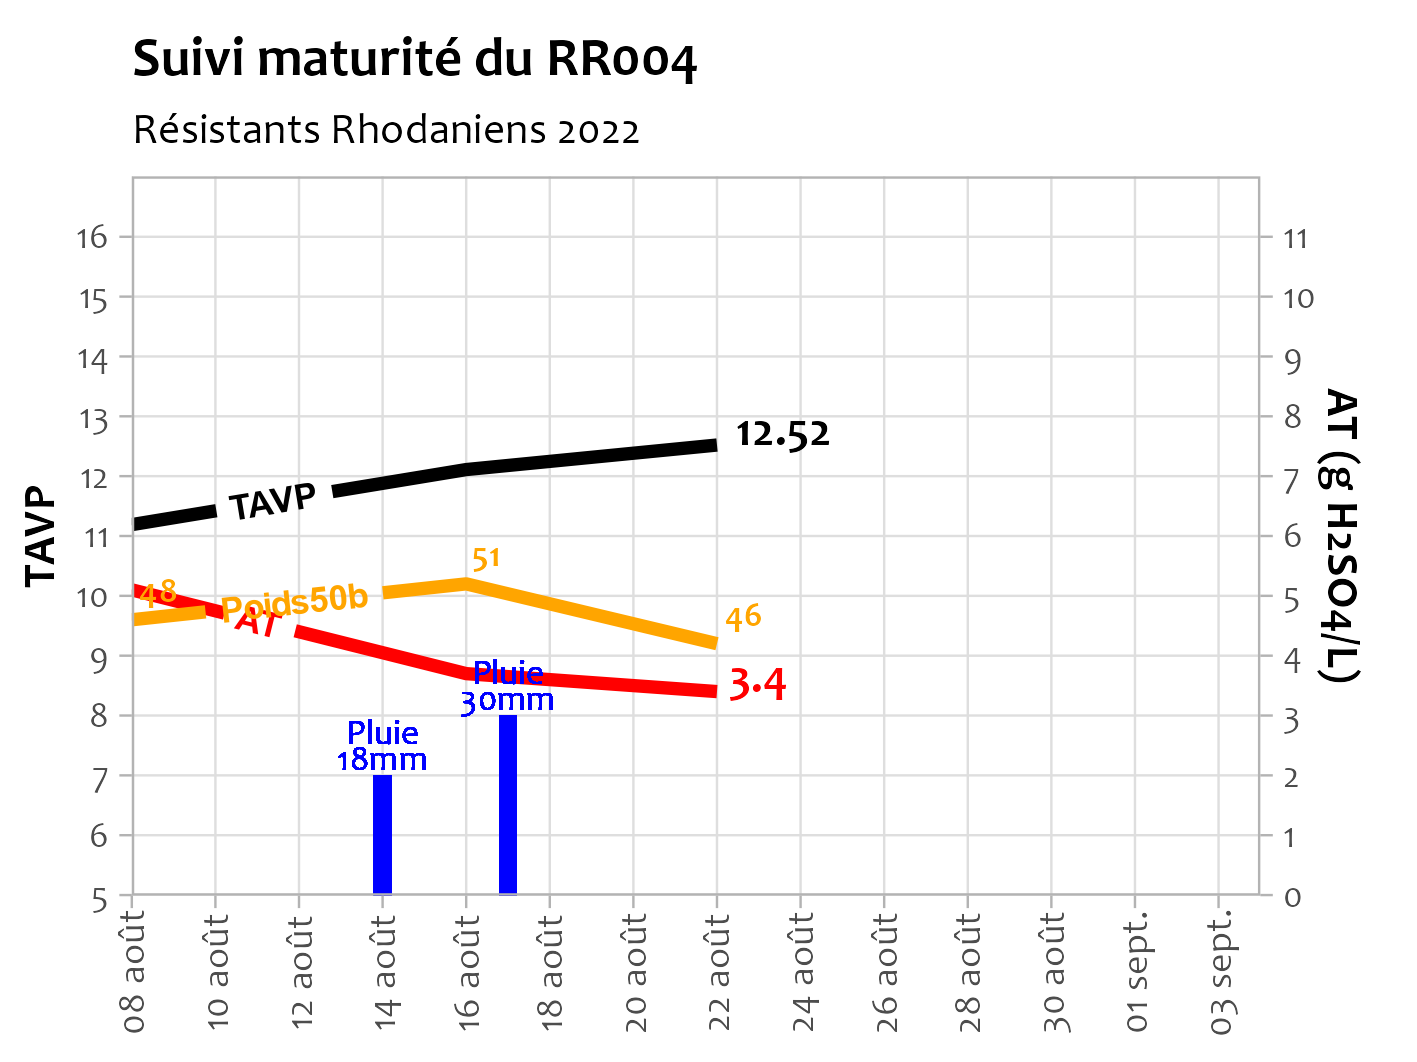 Suivi maturité du RR004
Résistants Rhodaniens 2022
TAVP
16
15
14
13
12
11
10
9
8
7
6
5
11
10
9
8
7
6
5
4
3
2
1
0
AT (g H2SO4/L)
12.52
TAVP
51
48
Poids50b
46
AT
3.4
Pluie
30mm
Pluie
18mm
08 août
10 août
12 août
14 août
16 août
18 août
20 août
22 août
24 août
26 août
28 août
30 août
01 sept.
03 sept.